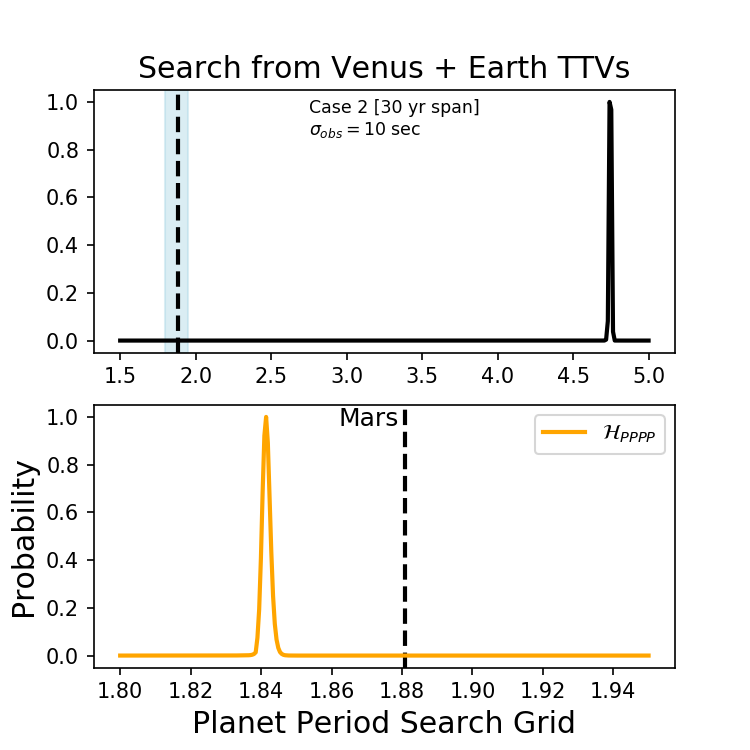 Search from Venus + Earth TTVs
1.0
0.8
0.6
0.4
0.2
0.0
Case 2 [30 yr span]
σ_obs = 10 sec
1.5 2.0 2.5 3.0 3.5 4.0 4.5 5.0
Probability
1.0
0.8
0.6
0.4
0.2
0.0
Mars
ℋ_PPPP
1.80 1.82 1.84 1.86 1.88 1.90 1.92 1.94
Planet Period Search Grid